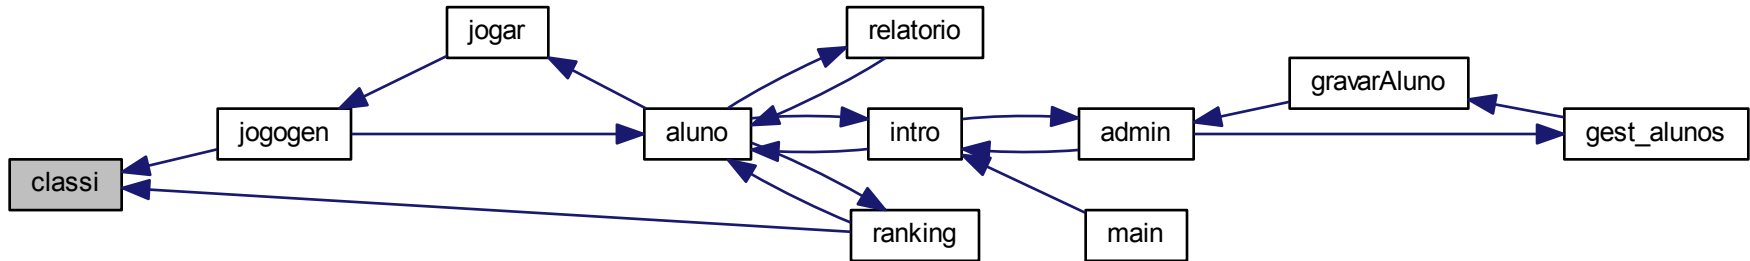 jogar
relatorio
gravarAluno
jogogen
aluno
intro
admin
gest_alunos
classi
ranking
main